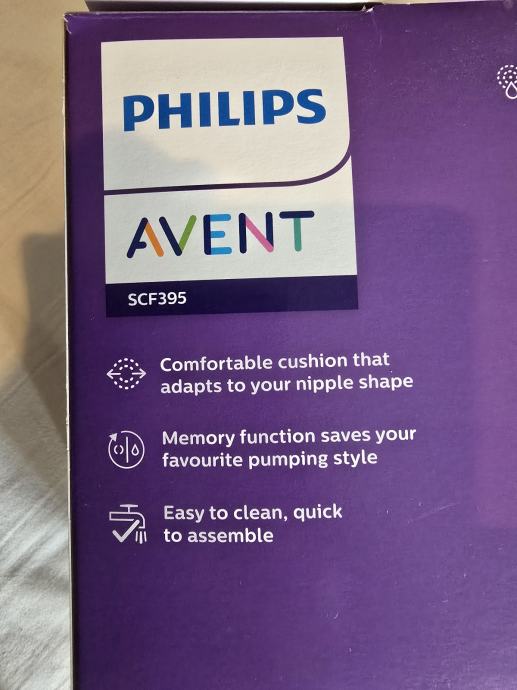 PHILIPS
AVENT
SCF395
Comfortable cushion that
adapts to your nipple shape
Memory function saves your
favourite pumping style
Easy to clean, quick
to assemble